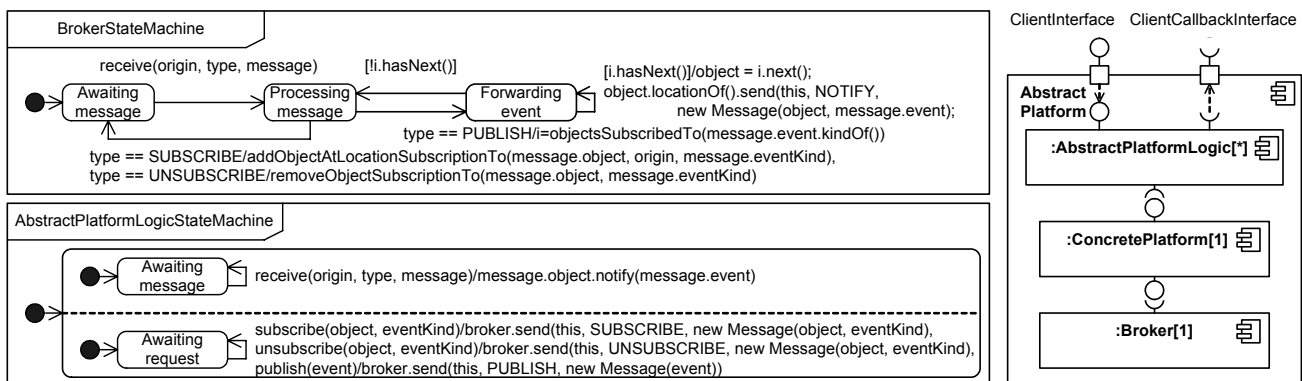 BrokerStateMachine
receive(origin, type, message)
[!i.hasNext()]
[i.hasNext()]/object = i.next();
object.locationOf().send(this, NOTIFY,
new Message(object, message.event);
Awaiting
message
Processing
message
Forwarding
event
type == PUBLISH/i=objectsSubscribedTo(message.event.kindOf())
type == SUBSCRIBE/addObjectAtLocationSubscriptionTo(message.object, origin, message.eventKind),
type == UNSUBSCRIBE/removeObjectSubscriptionTo(message.object, message.eventKind)
AbstractPlatformLogicStateMachine
Awaiting
message
receive(origin, type, message)/message.object.notify(message.event)
Awaiting
request
subscribe(object, eventKind)/broker.send(this, SUBSCRIBE, new Message(object, eventKind),
unsubscribe(object, eventKind)/broker.send(this, UNSUBSCRIBE, new Message(object, eventKind),
publish(event)/broker.send(this, PUBLISH, new Message(event))
ClientInterface
ClientCallbackInterface
Abstract
Platform
:AbstractPlatformLogic[*]
:ConcretePlatform[1]
:Broker[1]